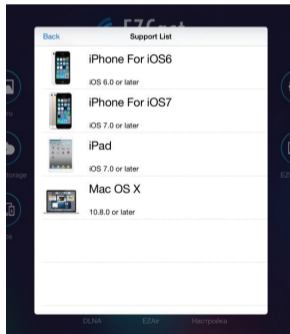 EZCast
Back
Support List
iPhone For iOS6
iOS 6.0 or later
iPhone For iOS7
iOS 7.0 or later
iPad
iOS 7.0 or later
Mac OS X
10.8.0 or later
DLNA
EZAir
Настройка